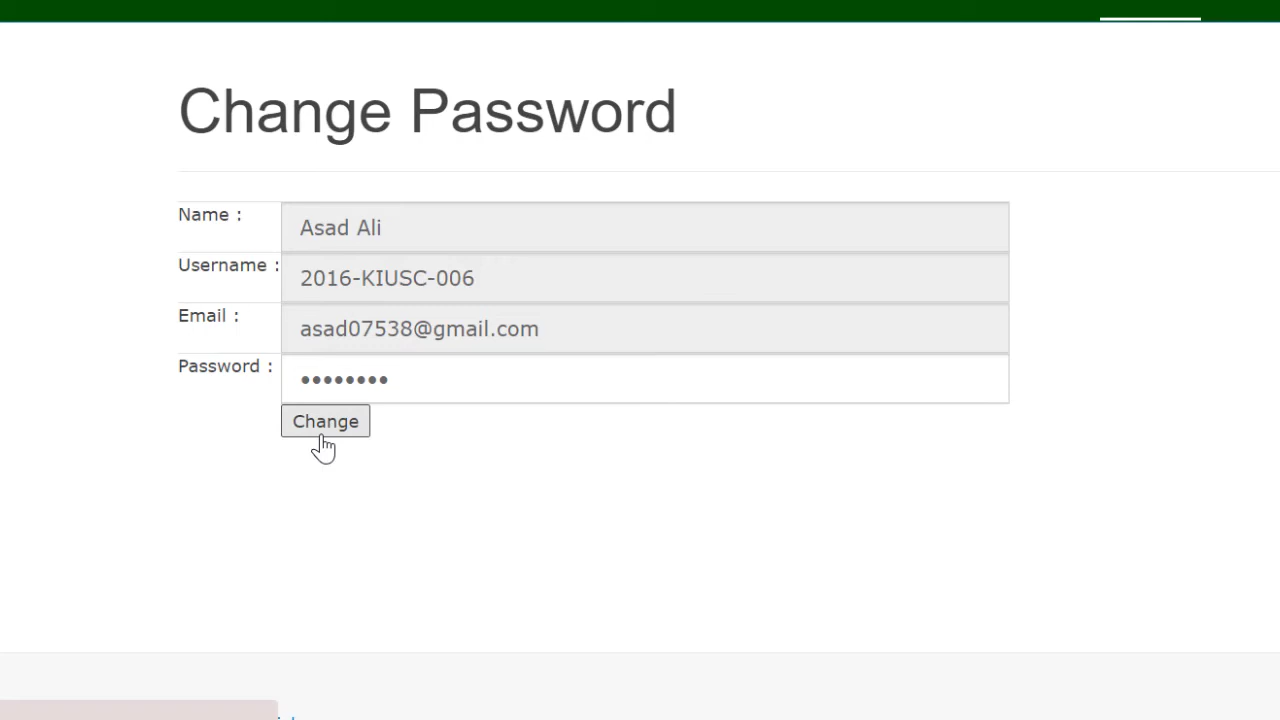 Change Password
Name : Asad Ali
Username : 2016-KIUSC-006
Email : asad07538@gmail.com
Password : ••••••••
Change